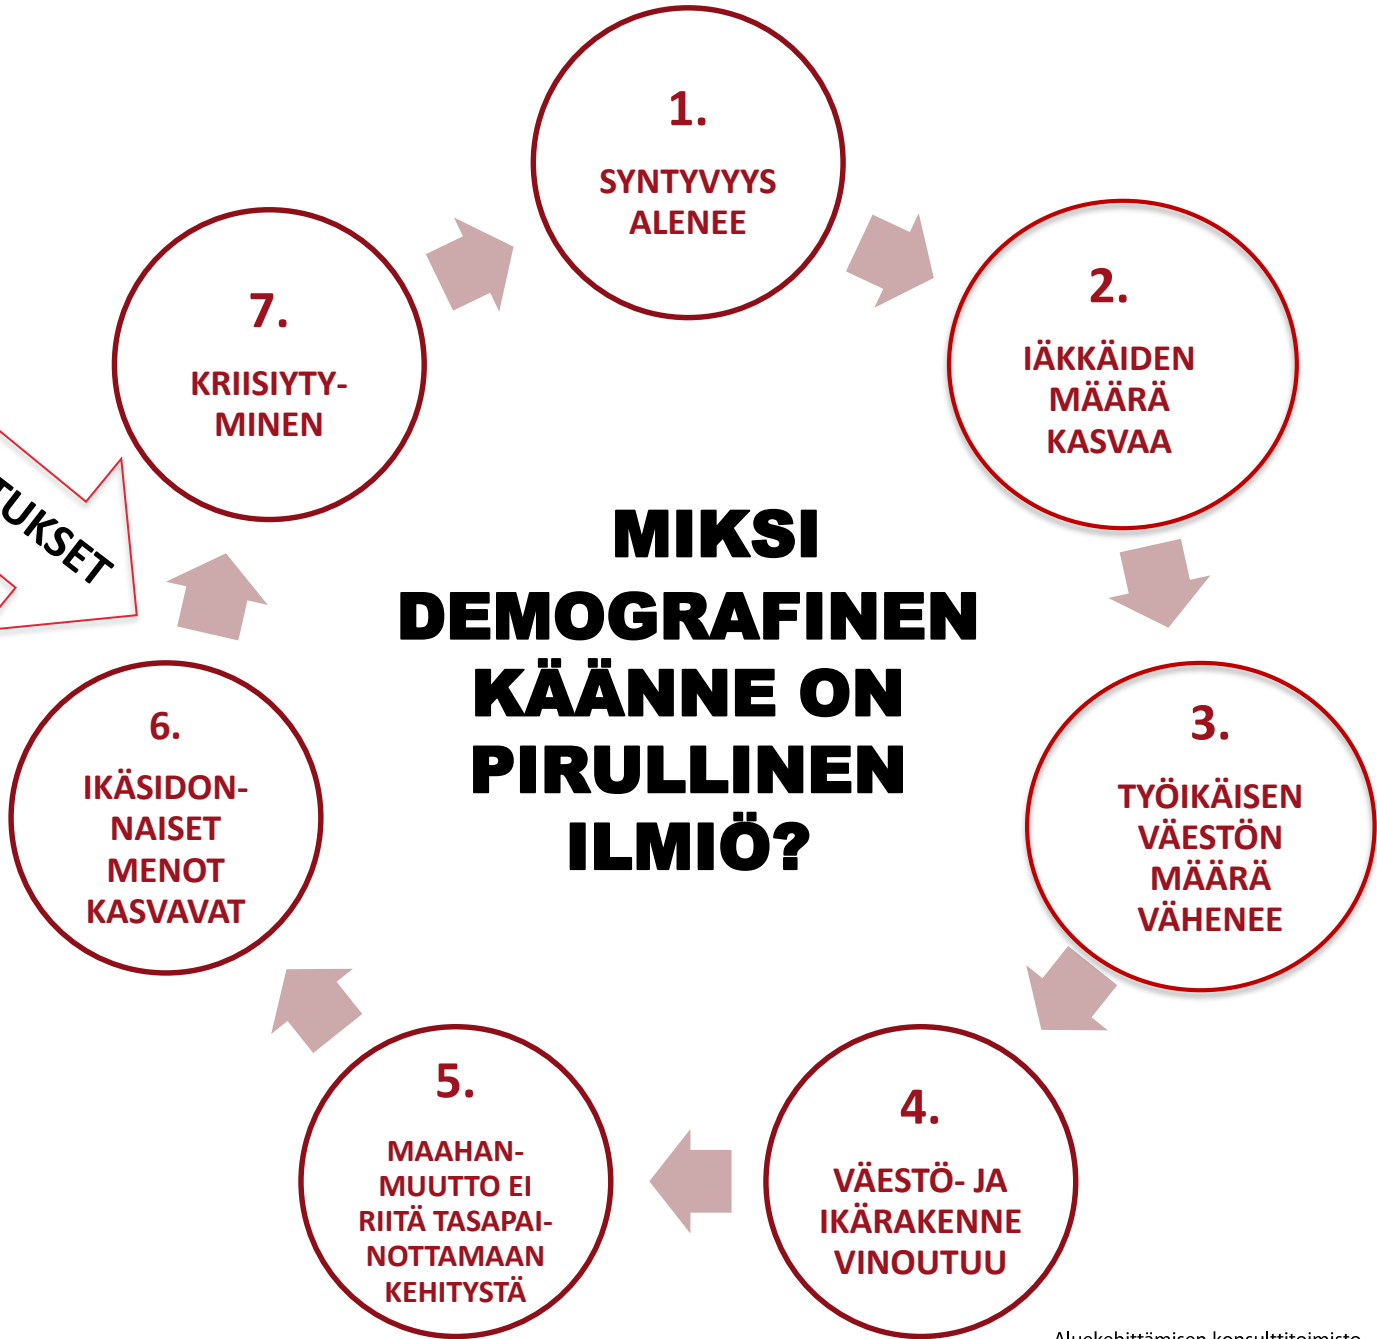 1.
SYNTYVYYS
ALENEE
2.
IÄKKÄIDEN
MÄÄRÄ
KASVAA
3.
TYÖIKÄISEN
VÄESTÖN
MÄÄRÄ
VÄHENEE
4.
VÄESTÖ- JA
IKÄRAKENNE
VINOUTUU
5.
MAAHAN-
MUUTTO EI
RIITÄ TASAPAI-
NOTTAMAAN
KEHITYSTÄ
6.
IKÄSIDON-
NAISET
MENOT
KASVAVAT
7.
KRIISIYTY-
MINEN
MIKSI
DEMOGRAFINEN
KÄÄNNE ON
PIRULLINEN
ILMIÖ?